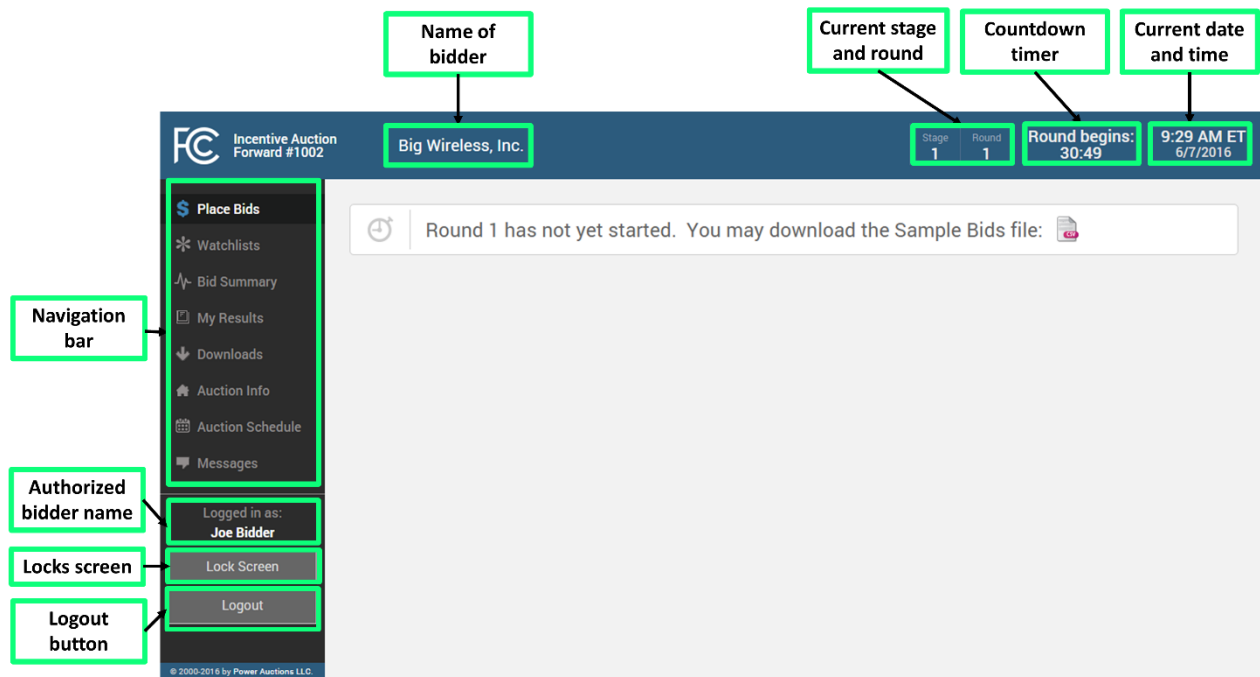 Name of
bidder
Current stage
and round
Countdown
timer
Current date
and time
FCC
Incentive Auction
Forward #1002
Big Wireless, Inc.
Stage
1
Round
1
Round begins:
30:49
9:29 AM ET
6/7/2016
Navigation
bar
$ Place Bids
Watchlists
Bid Summary
My Results
Downloads
Auction Info
Auction Schedule
Messages
Round 1 has not yet started. You may download the Sample Bids file:
CSV
Authorized
bidder name
Logged in as:
Joe Bidder
Locks screen
Lock Screen
Logout
button
Logout
© 2000-2016 by Power Auctions LLC.